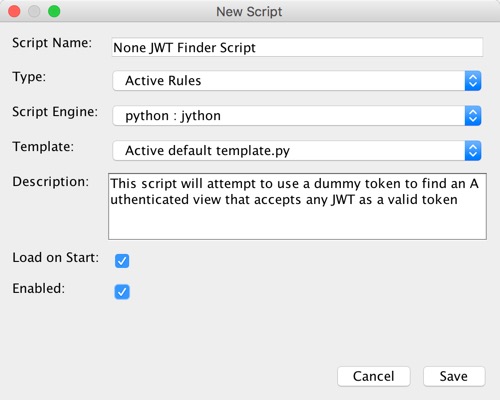 New Script
Script Name: None JWT Finder Script
Type: Active Rules
Script Engine: python : jython
Template: Active default template.py
Description: This script will attempt to use a dummy token to find an A
uthenticated view that accepts any JWT as a valid token
Load on Start:
Enabled:
Cancel Save